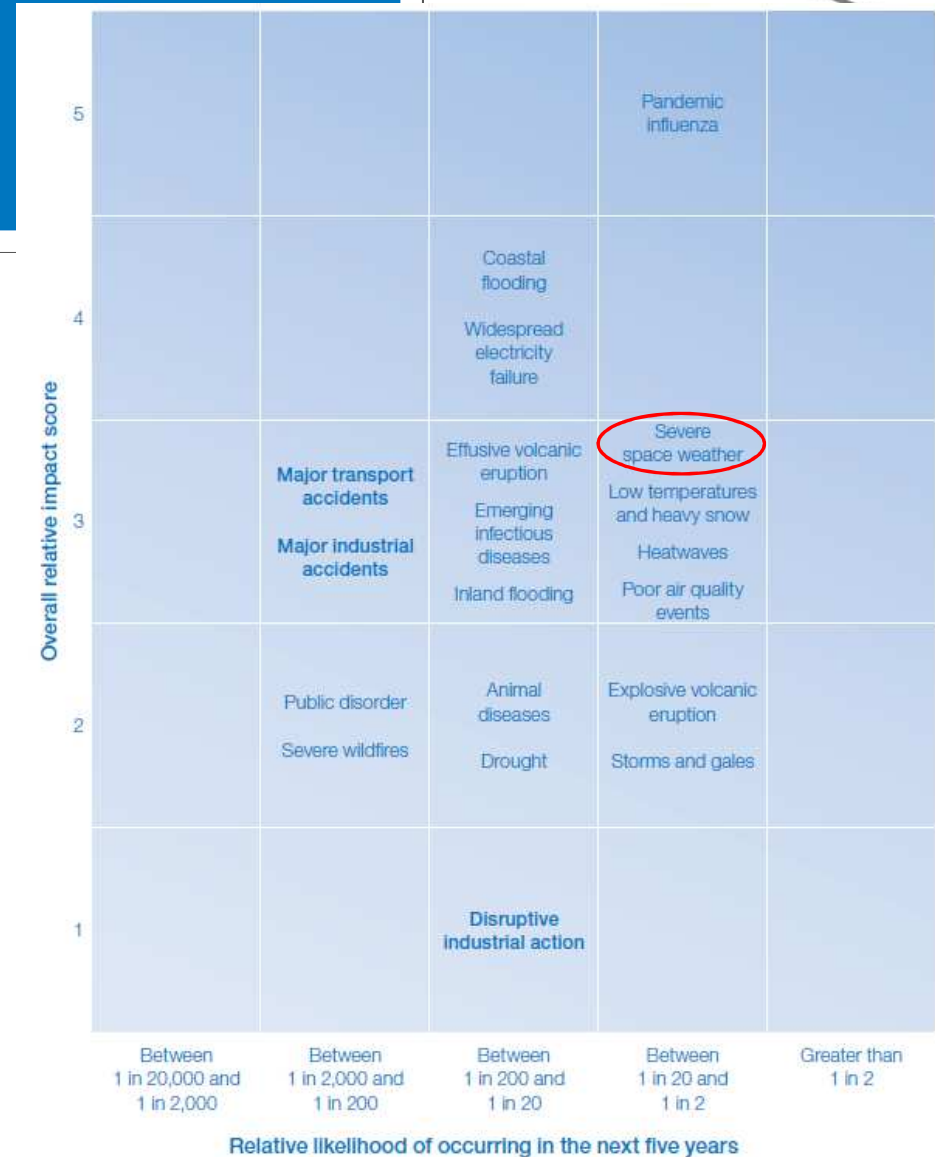 5
Pandemic
influenza
Coastal
flooding
4
Widespread
electricity
failure
Severe
space weather
Effusive volcanic
eruption
Major transport
accidents
Low temperatures
and heavy snow
3
Emerging
infectious
diseases
Major industrial
accidents
Heatwaves
Inland flooding
Poor air quality
events
Overall relative impact score
Public disorder
Animal
diseases
Explosive volcanic
eruption
2
Severe wildfires
Drought
Storms and gales
1
Disruptive
industrial action
Between
1 in 20,000 and
1 in 2,000
Between
1 in 2,000 and
1 in 200
Between
1 in 200 and
1 in 20
Between
1 in 20 and
1 in 2
Greater than
1 in 2
Relative likelihood of occurring in the next five years